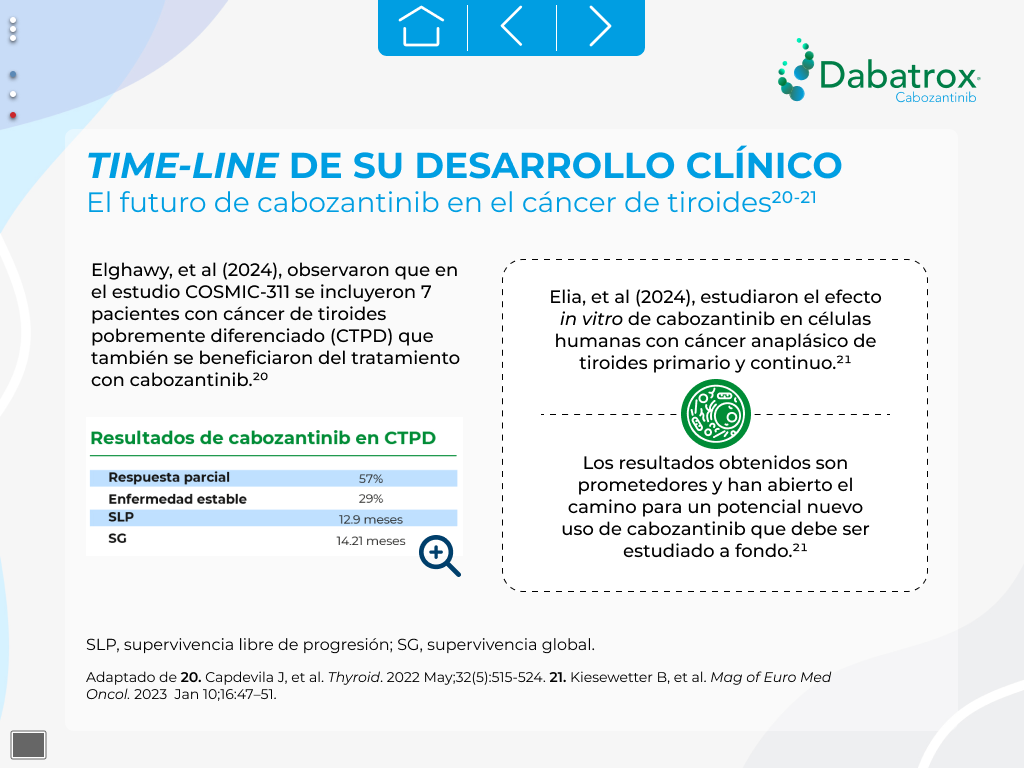 Dabatrox
Cabozantinib
TIME-LINE DE SU DESARROLLO CLÍNICO
El futuro de cabozantinib en el cáncer de tiroides²⁰-²¹
Elghawy, et al (2024), observaron que en
el estudio COSMIC-311 se incluyeron 7
pacientes con cáncer de tiroides
pobremente diferenciado (CTPD) que
también se beneficiaron del tratamiento
con cabozantinib.²⁰
Resultados de cabozantinib en CTPD
Respuesta parcial 57%
Enfermedad estable 29%
SLP 12.9 meses
SG 14.21 meses
Elia, et al (2024), estudiaron el efecto
in vitro de cabozantinib en células
humanas con cáncer anaplásico de
tiroides primario y continuo.²¹
Los resultados obtenidos son
prometedores y han abierto el
camino para un potencial nuevo
uso de cabozantinib que debe ser
estudiado a fondo.²¹
SLP, supervivencia libre de progresión; SG, supervivencia global.
Adaptado de 20. Capdevila J, et al. Thyroid. 2022 May;32(5):515-524. 21. Kiesewetter B, et al. Mag of Euro Med
Oncol. 2023 Jan 10;16:47–51.